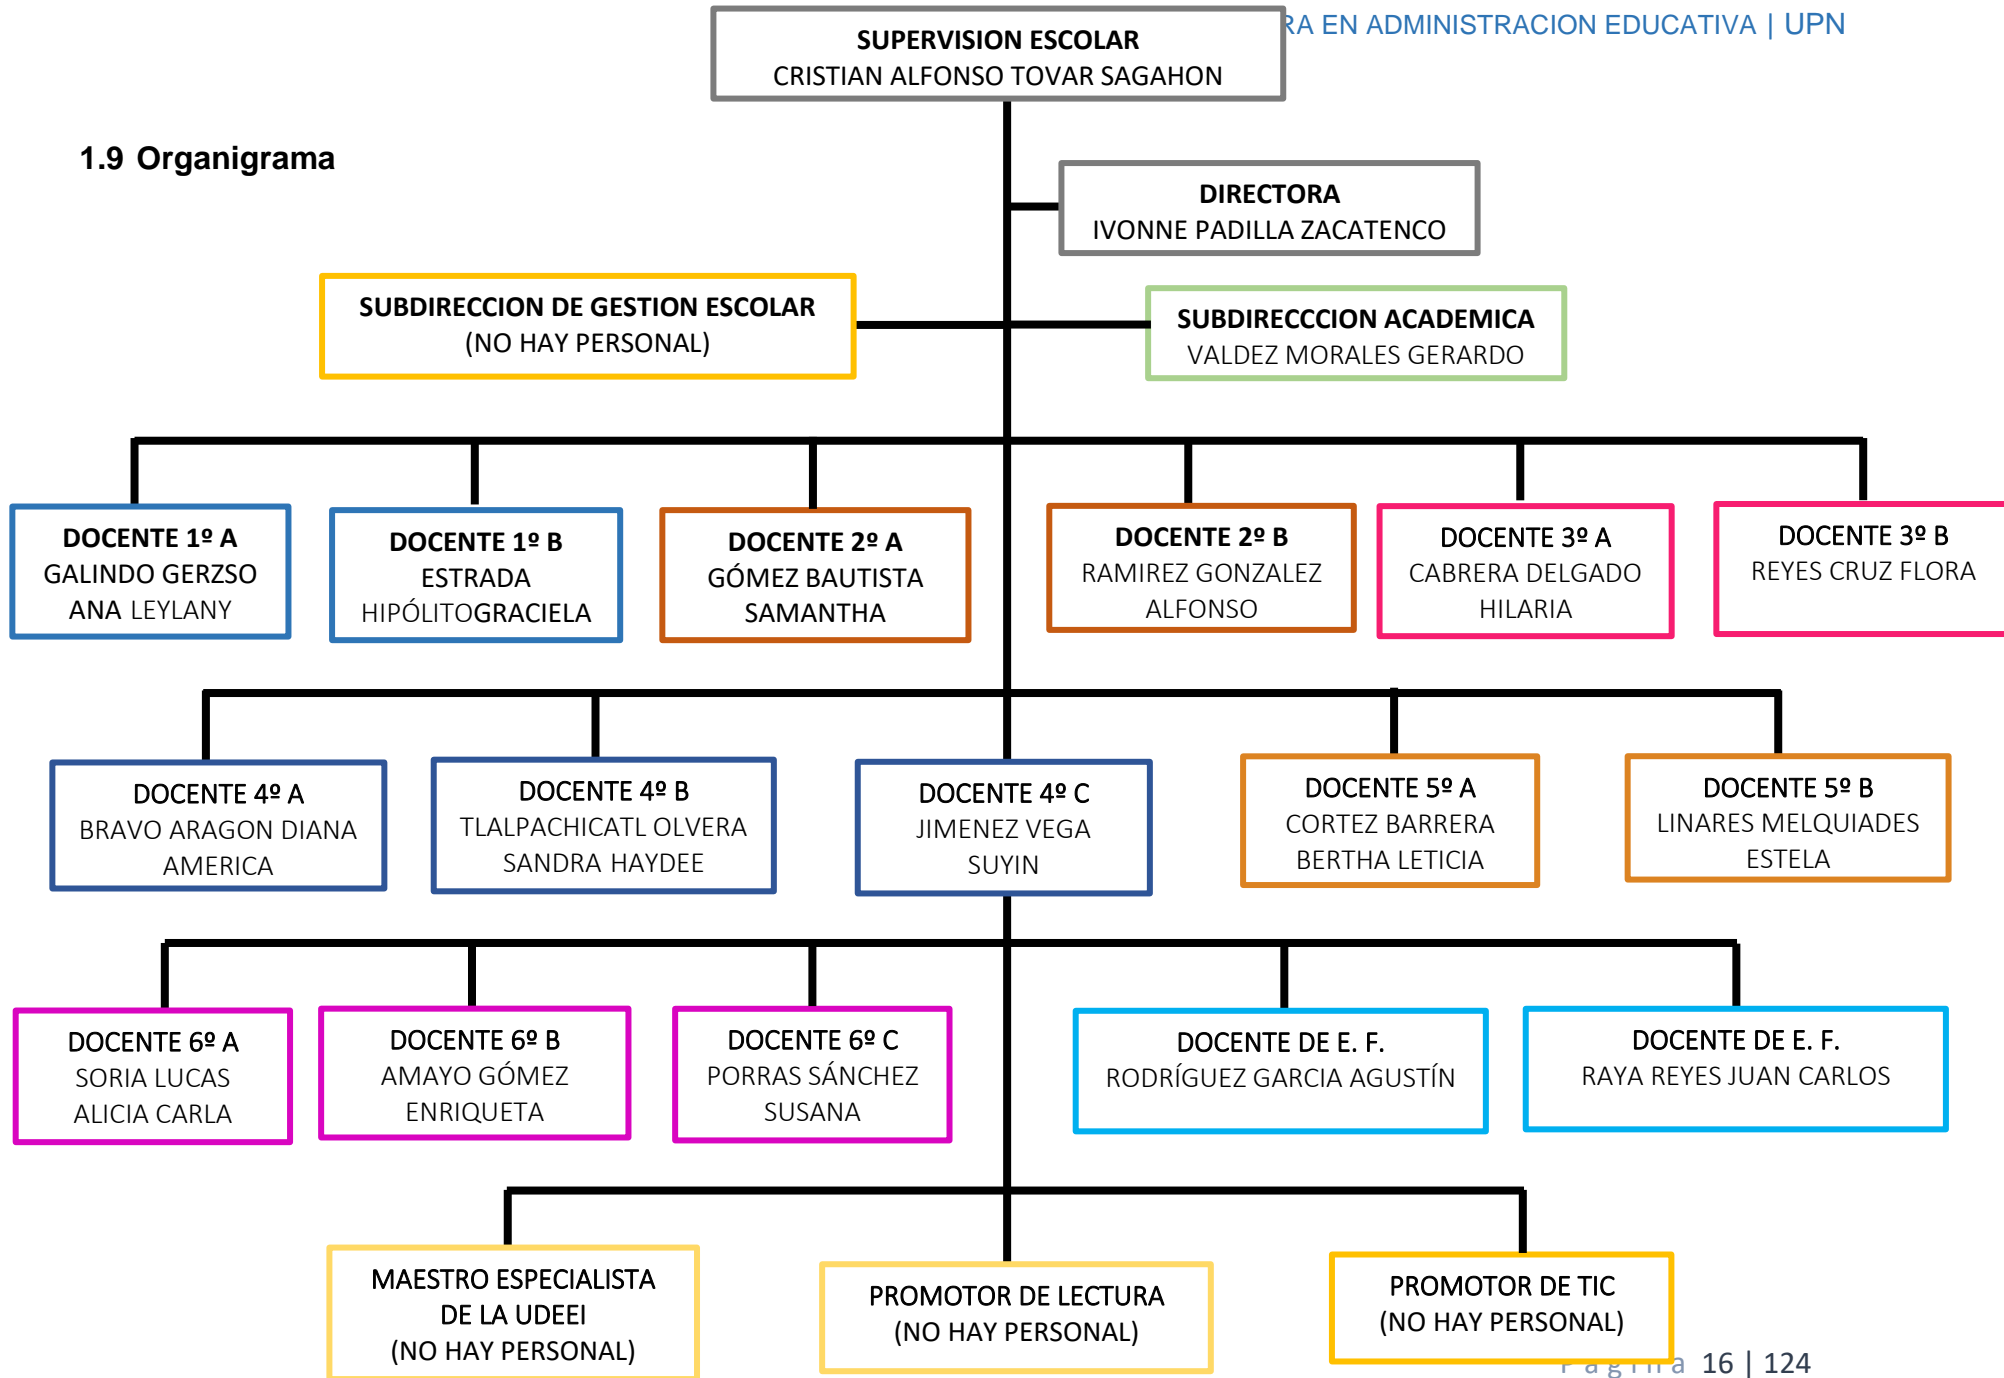 RA EN ADMINISTRACION EDUCATIVA | UPN
SUPERVISION ESCOLAR
CRISTIAN ALFONSO TOVAR SAGAHON
1.9 Organigrama
DIRECTORA
IVONNE PADILLA ZACATENCO
SUBDIRECCION DE GESTION ESCOLAR
(NO HAY PERSONAL)
SUBDIRECCCION ACADEMICA
VALDEZ MORALES GERARDO
DOCENTE 1º A
GALINDO GERZSO
ANA LEYLANY
DOCENTE 1º B
ESTRADA
HIPÓLITOGRACIELA
DOCENTE 2º A
GÓMEZ BAUTISTA
SAMANTHA
DOCENTE 2º B
RAMIREZ GONZALEZ
ALFONSO
DOCENTE 3º A
CABRERA DELGADO
HILARIA
DOCENTE 3º B
REYES CRUZ FLORA
DOCENTE 4º A
BRAVO ARAGON DIANA
AMERICA
DOCENTE 4º B
TLALPACHICATL OLVERA
SANDRA HAYDEE
DOCENTE 4º C
JIMENEZ VEGA
SUYIN
DOCENTE 5º A
CORTEZ BARRERA
BERTHA LETICIA
DOCENTE 5º B
LINARES MELQUIADES
ESTELA
DOCENTE 6º A
SORIA LUCAS
ALICIA CARLA
DOCENTE 6º B
AMAYO GÓMEZ
ENRIQUETA
DOCENTE 6º C
PORRAS SÁNCHEZ
SUSANA
DOCENTE DE E. F.
RODRÍGUEZ GARCIA AGUSTÍN
DOCENTE DE E. F.
RAYA REYES JUAN CARLOS
MAESTRO ESPECIALISTA
DE LA UDEEI
(NO HAY PERSONAL)
PROMOTOR DE LECTURA
(NO HAY PERSONAL)
PROMOTOR DE TIC
(NO HAY PERSONAL)
Página 16 | 124